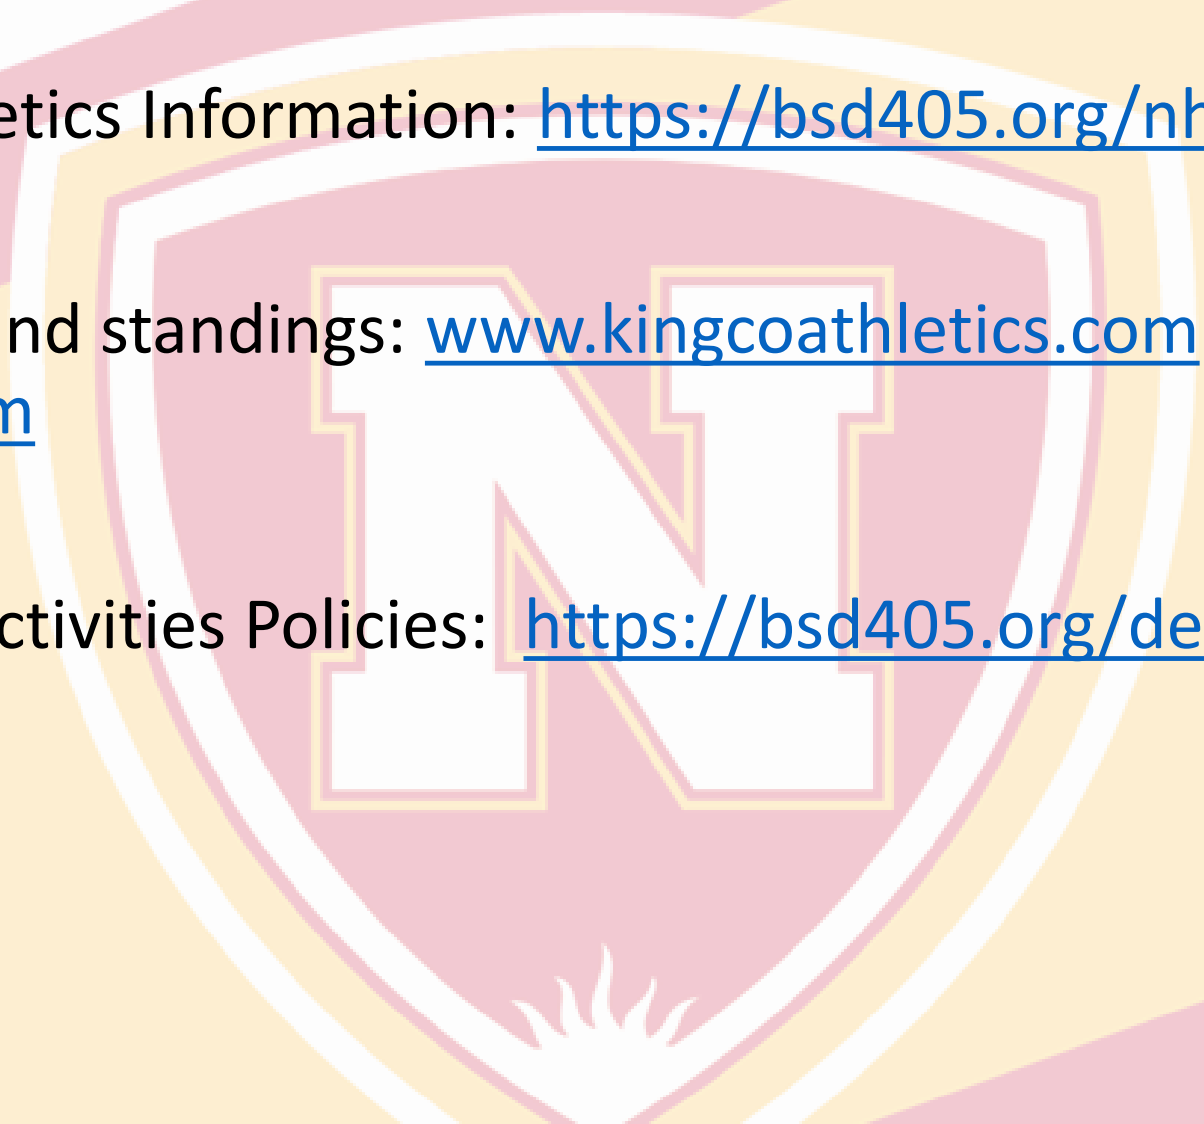 etics Information: https://bsd405.org/nh
nd standings: www.kingcoathletics.com
m
ctivities Policies: https://bsd405.org/de
N